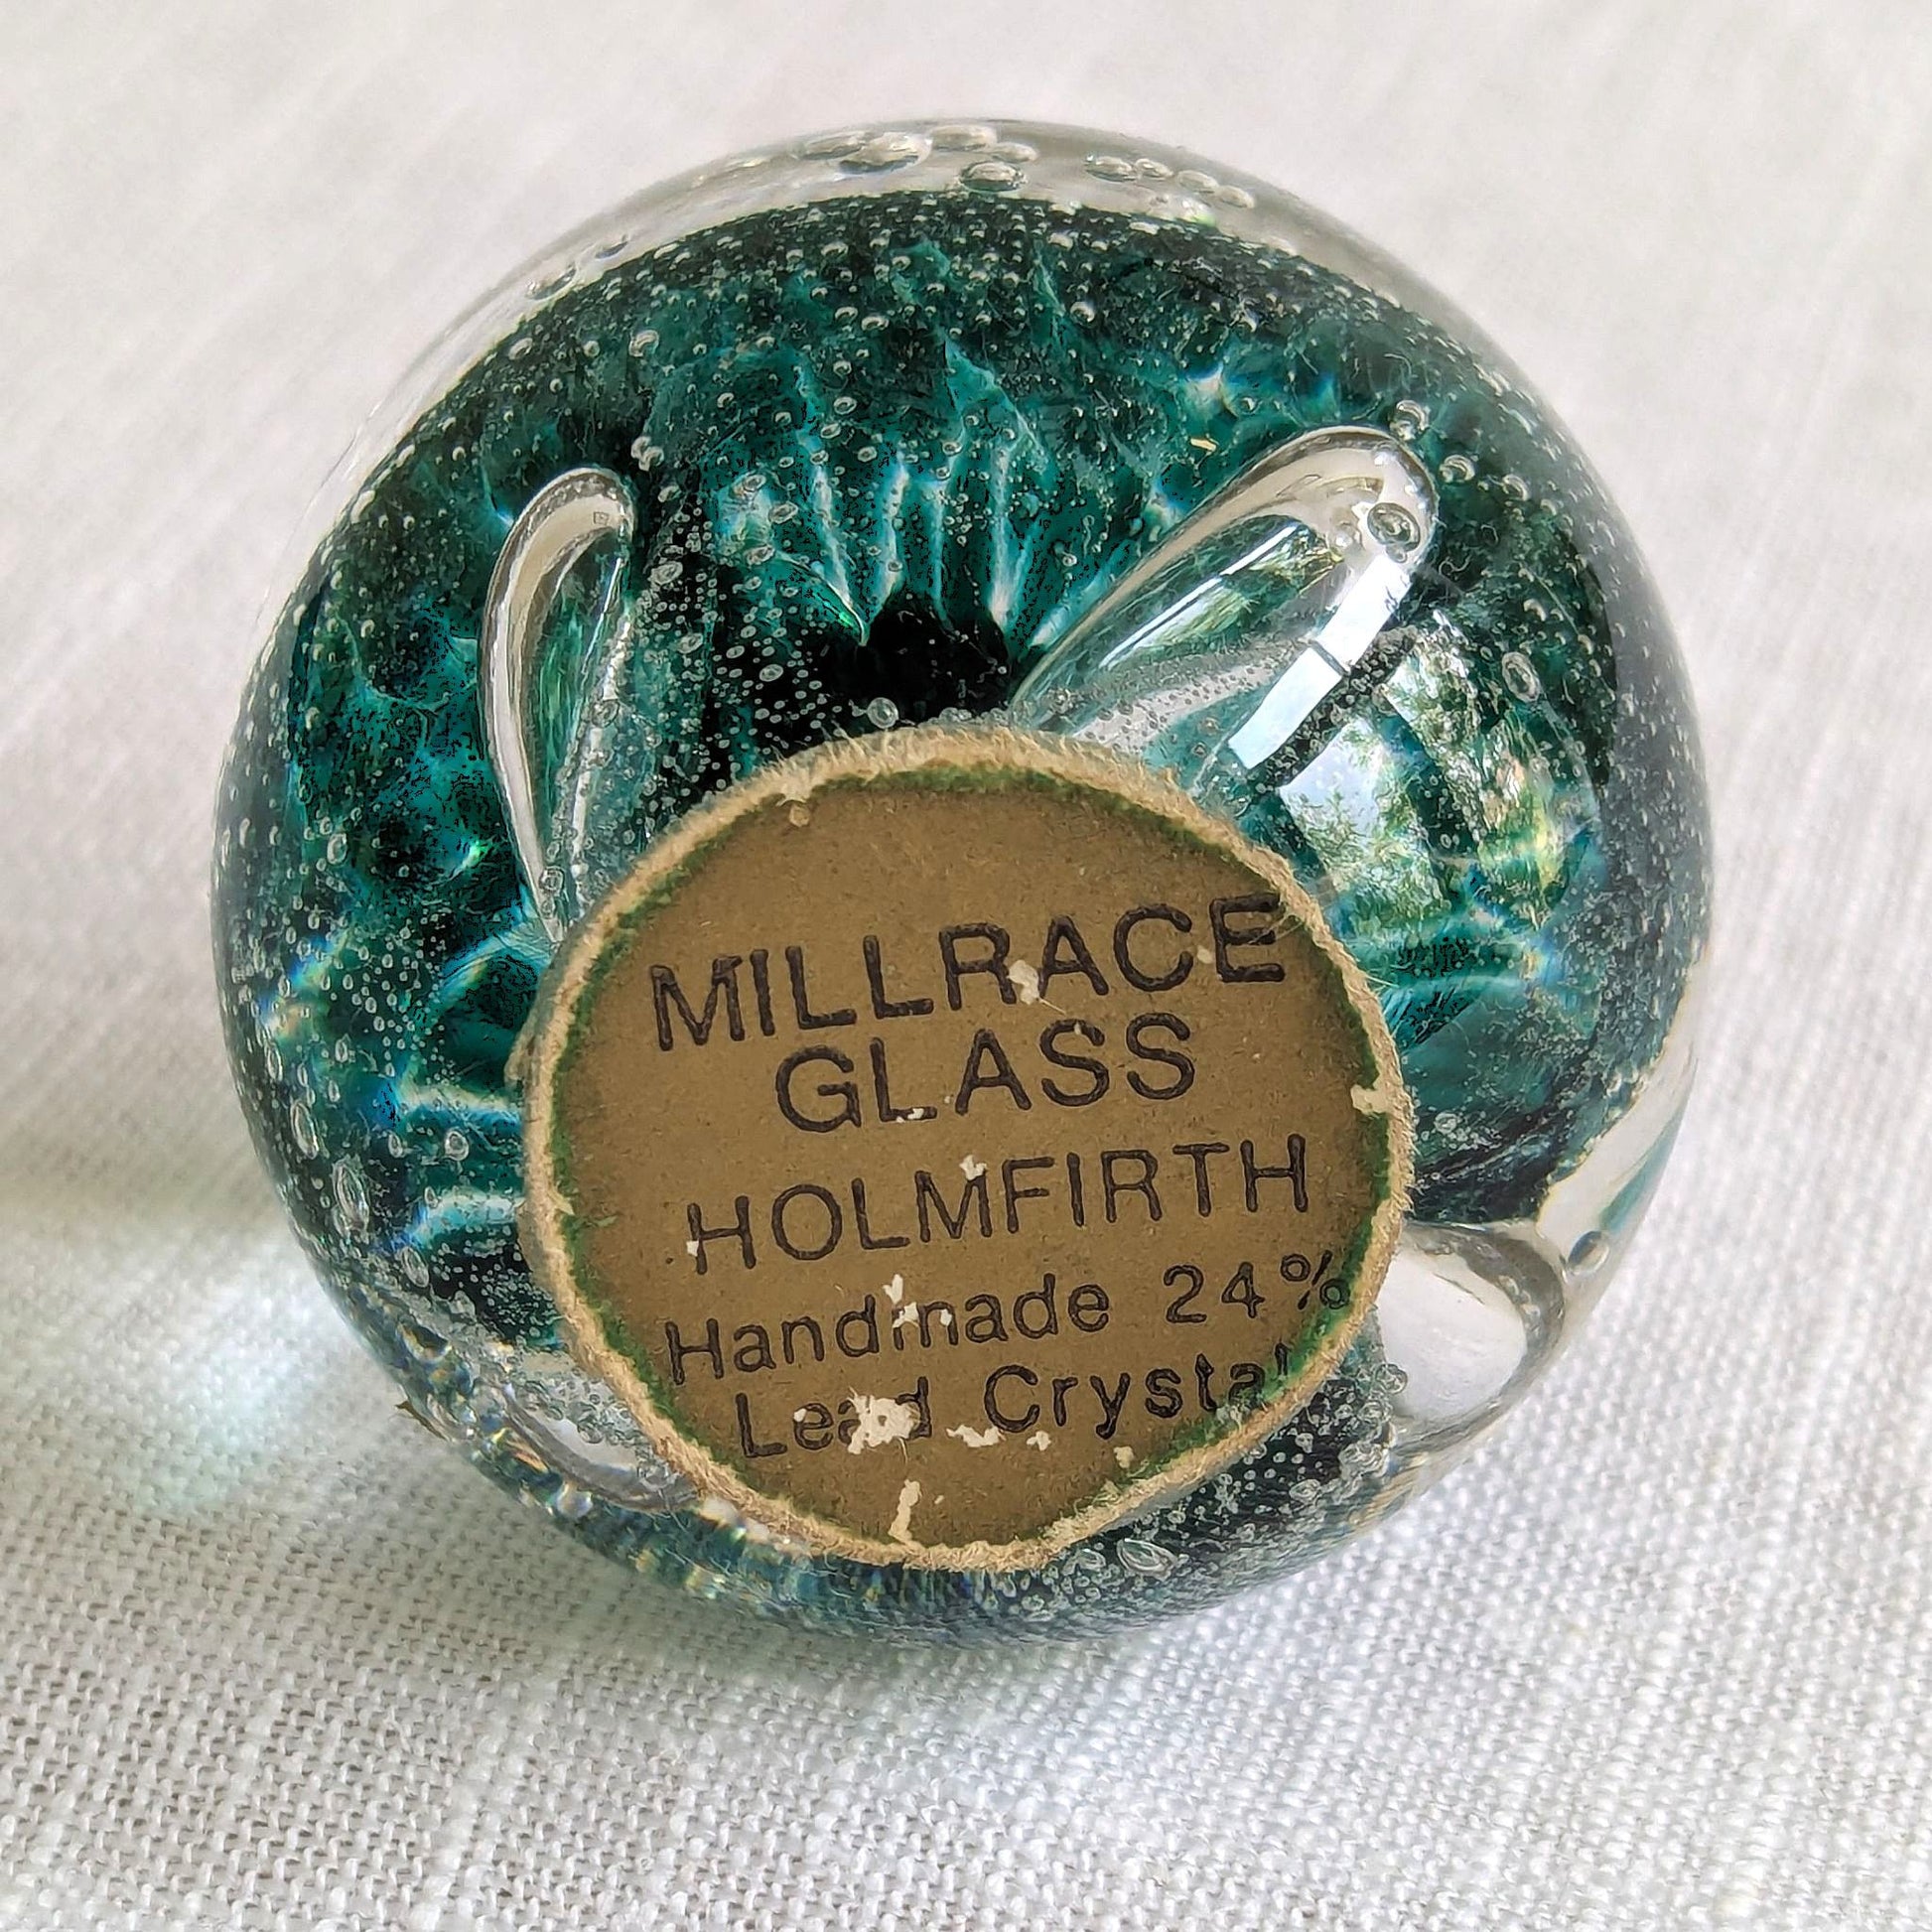 MILLRACE
GLASS
HOLMFIRTH
Handmade 24%
Lead Crystal